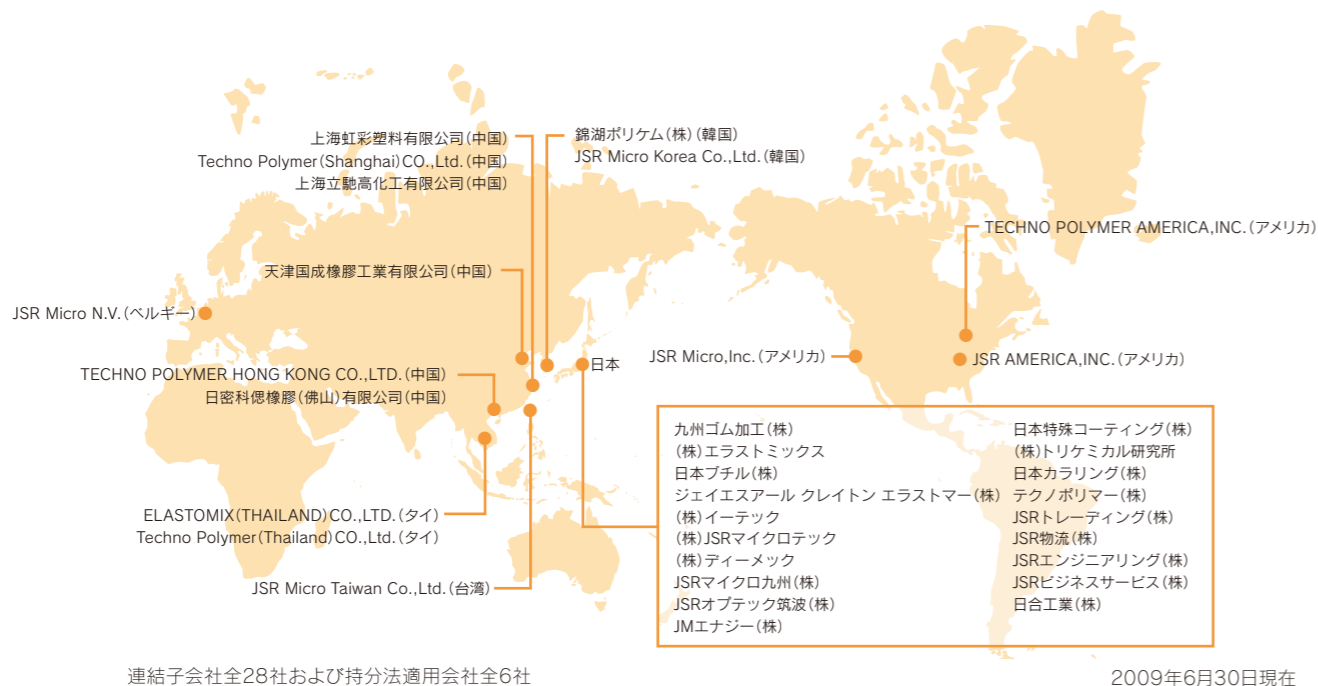 上海虹彩塑料有限公司(中国)
Techno Polymer(Shanghai)CO.,Ltd.(中国)
上海立馳高化工有限公司(中国)
錦湖ポリケム(株)(韓国)
JSR Micro Korea Co.,Ltd.(韓国)
TECHNO POLYMER AMERICA,INC.(アメリカ)
天津国成橡膠工業有限公司(中国)
JSR Micro N.V.(ベルギー)
JSR Micro,Inc.(アメリカ)
JSR AMERICA,INC.(アメリカ)
日本
TECHNO POLYMER HONG KONG CO.,LTD.(中国)
日密科偲橡膠(佛山)有限公司(中国)
九州ゴム加工(株)
(株)エラストミックス
日本ブチル(株)
ジェイエスアール クレイトン エラストマー(株)
(株)イーテック
(株)JSRマイクロテック
(株)ディーメック
JSRマイクロ九州(株)
JSRオプテック筑波(株)
JMエナジー(株)
日本特殊コーティング(株)
(株)トリケミカル研究所
日本カラリング(株)
テクノポリマー(株)
JSRトレーディング(株)
JSR物流(株)
JSRエンジニアリング(株)
JSRビジネスサービス(株)
日合工業(株)
ELASTOMIX(THAILAND)CO.,LTD.(タイ)
Techno Polymer(Thailand)CO.,Ltd.(タイ)
JSR Micro Taiwan Co.,Ltd.(台湾)
連結子会社全28社および持分法適用会社全6社
2009年6月30日現在